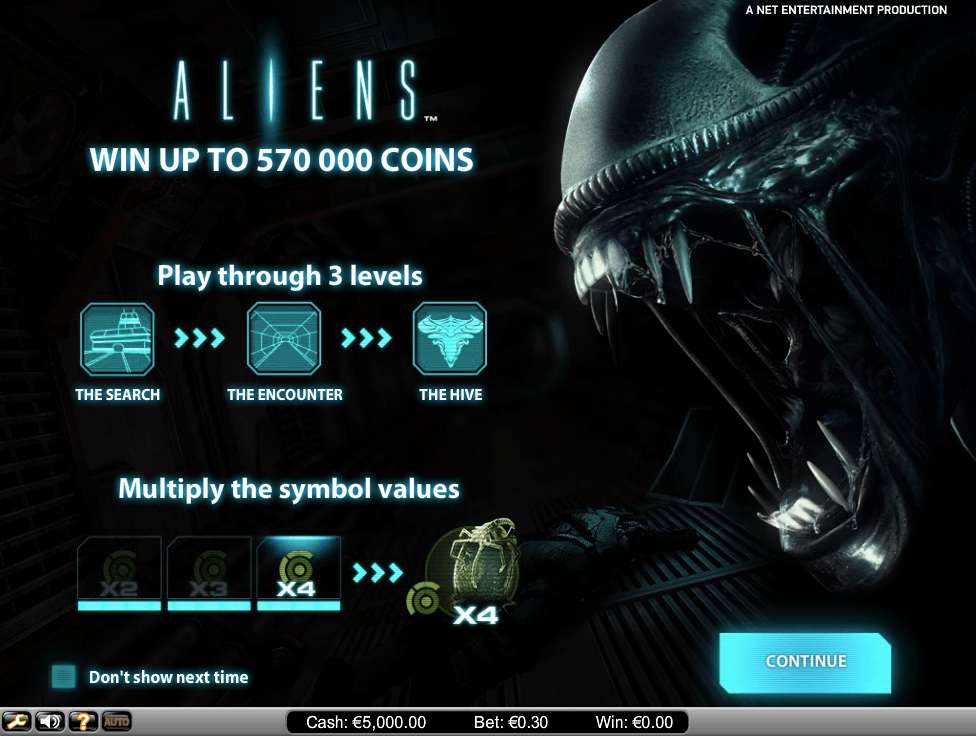 A NET ENTERTAINMENT PRODUCTION
ALIENS™
WIN UP TO 570 000 COINS
Play through 3 levels
THE SEARCH THE ENCOUNTER THE HIVE
Multiply the symbol values
X2 X3 X4 X4
Don't show next time
CONTINUE
AUTO Cash: €5,000.00 Bet: €0.30 Win: €0.00